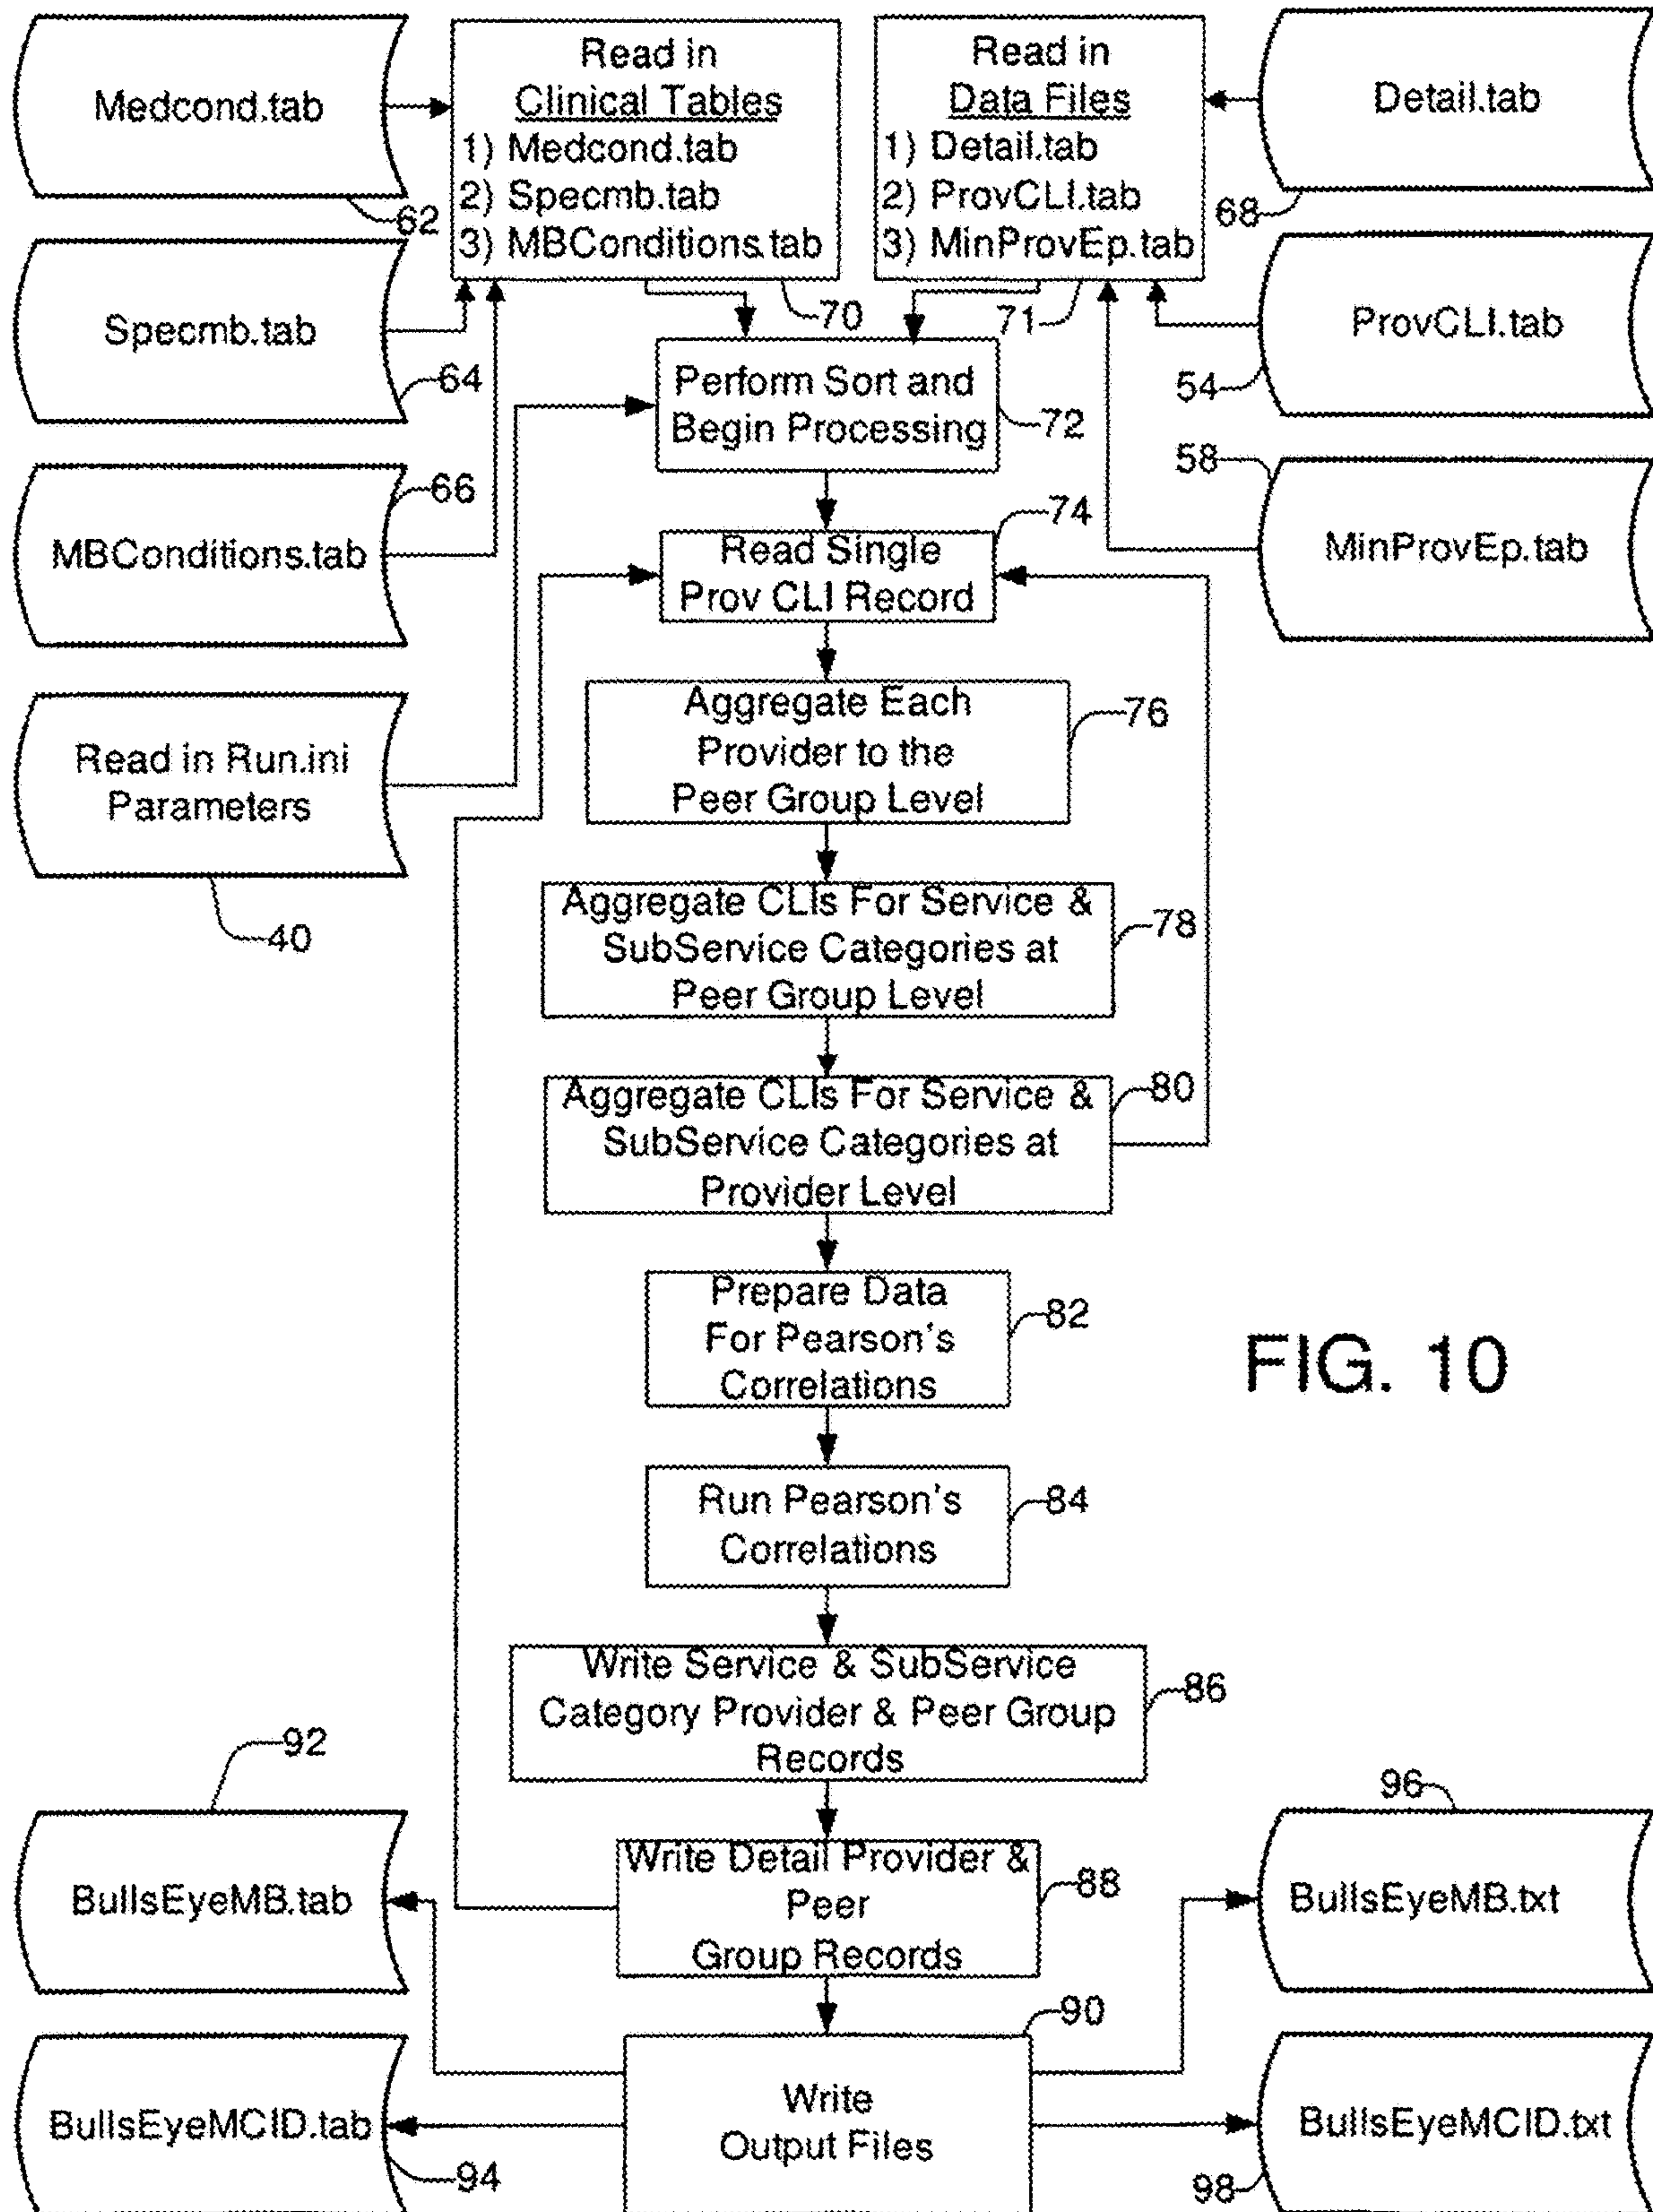 Medcond.tab
62
Read in
Clinical Tables
1) Medcond.tab
2) Specmb.tab
3) MBConditions.tab
70
Read in
Data Files
1) Detail.tab
2) ProvCLI.tab
3) MinProvEp.tab
71
Detail.tab
68
Specmb.tab
64
ProvCLI.tab
54
Perform Sort and
Begin Processing
72
MBConditions.tab
66
58
MinProvEp.tab
Read Single
Prov CLI Record
74
Read in Run.ini
Parameters
40
Aggregate Each
Provider to the
Peer Group Level
76
Aggregate CLIs For Service &
SubService Categories at
Peer Group Level
78
Aggregate CLIs For Service &
SubService Categories at
Provider Level
80
Prepare Data
For Pearson's
Correlations
82
FIG. 10
Run Pearson's
Correlations
84
Write Service & SubService
Category Provider & Peer Group
Records
86
92
BullsEyeMB.tab
96
BullsEyeMB.txt
Write Detail Provider &
Peer
Group Records
88
90
Write
Output Files
BullsEyeMCID.tab
94
BullsEyeMCID.txt
98